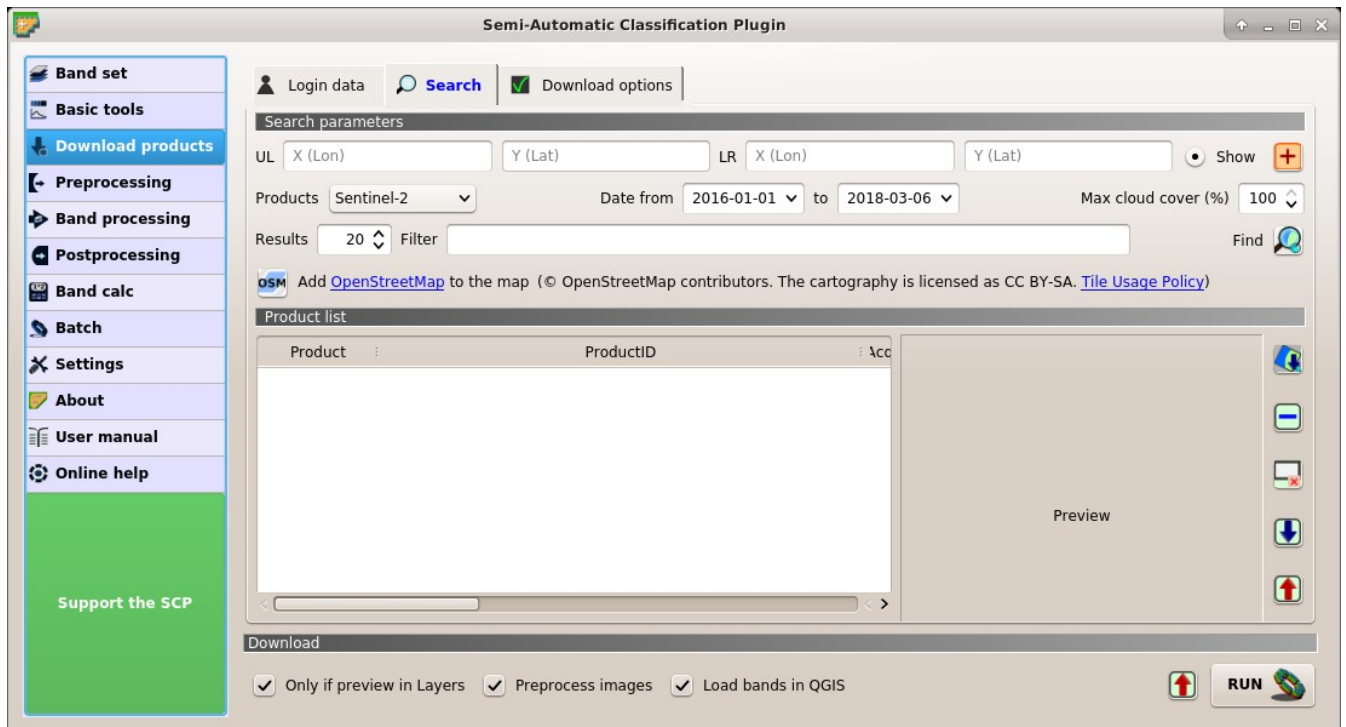 Semi-Automatic Classification Plugin
Band set
Basic tools
Download products
Preprocessing
Band processing
Postprocessing
Band calc
Batch
Settings
About
User manual
Online help
Support the SCP
Login data Search Download options
Search parameters
UL X (Lon) Y (Lat) LR X (Lon) Y (Lat) Show
Products Sentinel-2 Date from 2016-01-01 to 2018-03-06 Max cloud cover (%) 100
Results 20 Filter Find
OSM Add OpenStreetMap to the map (© OpenStreetMap contributors. The cartography is licensed as CC BY-SA. Tile Usage Policy)
Product list
Product ProductID Acc
Preview
Download
Only if preview in Layers Preprocess images Load bands in QGIS RUN